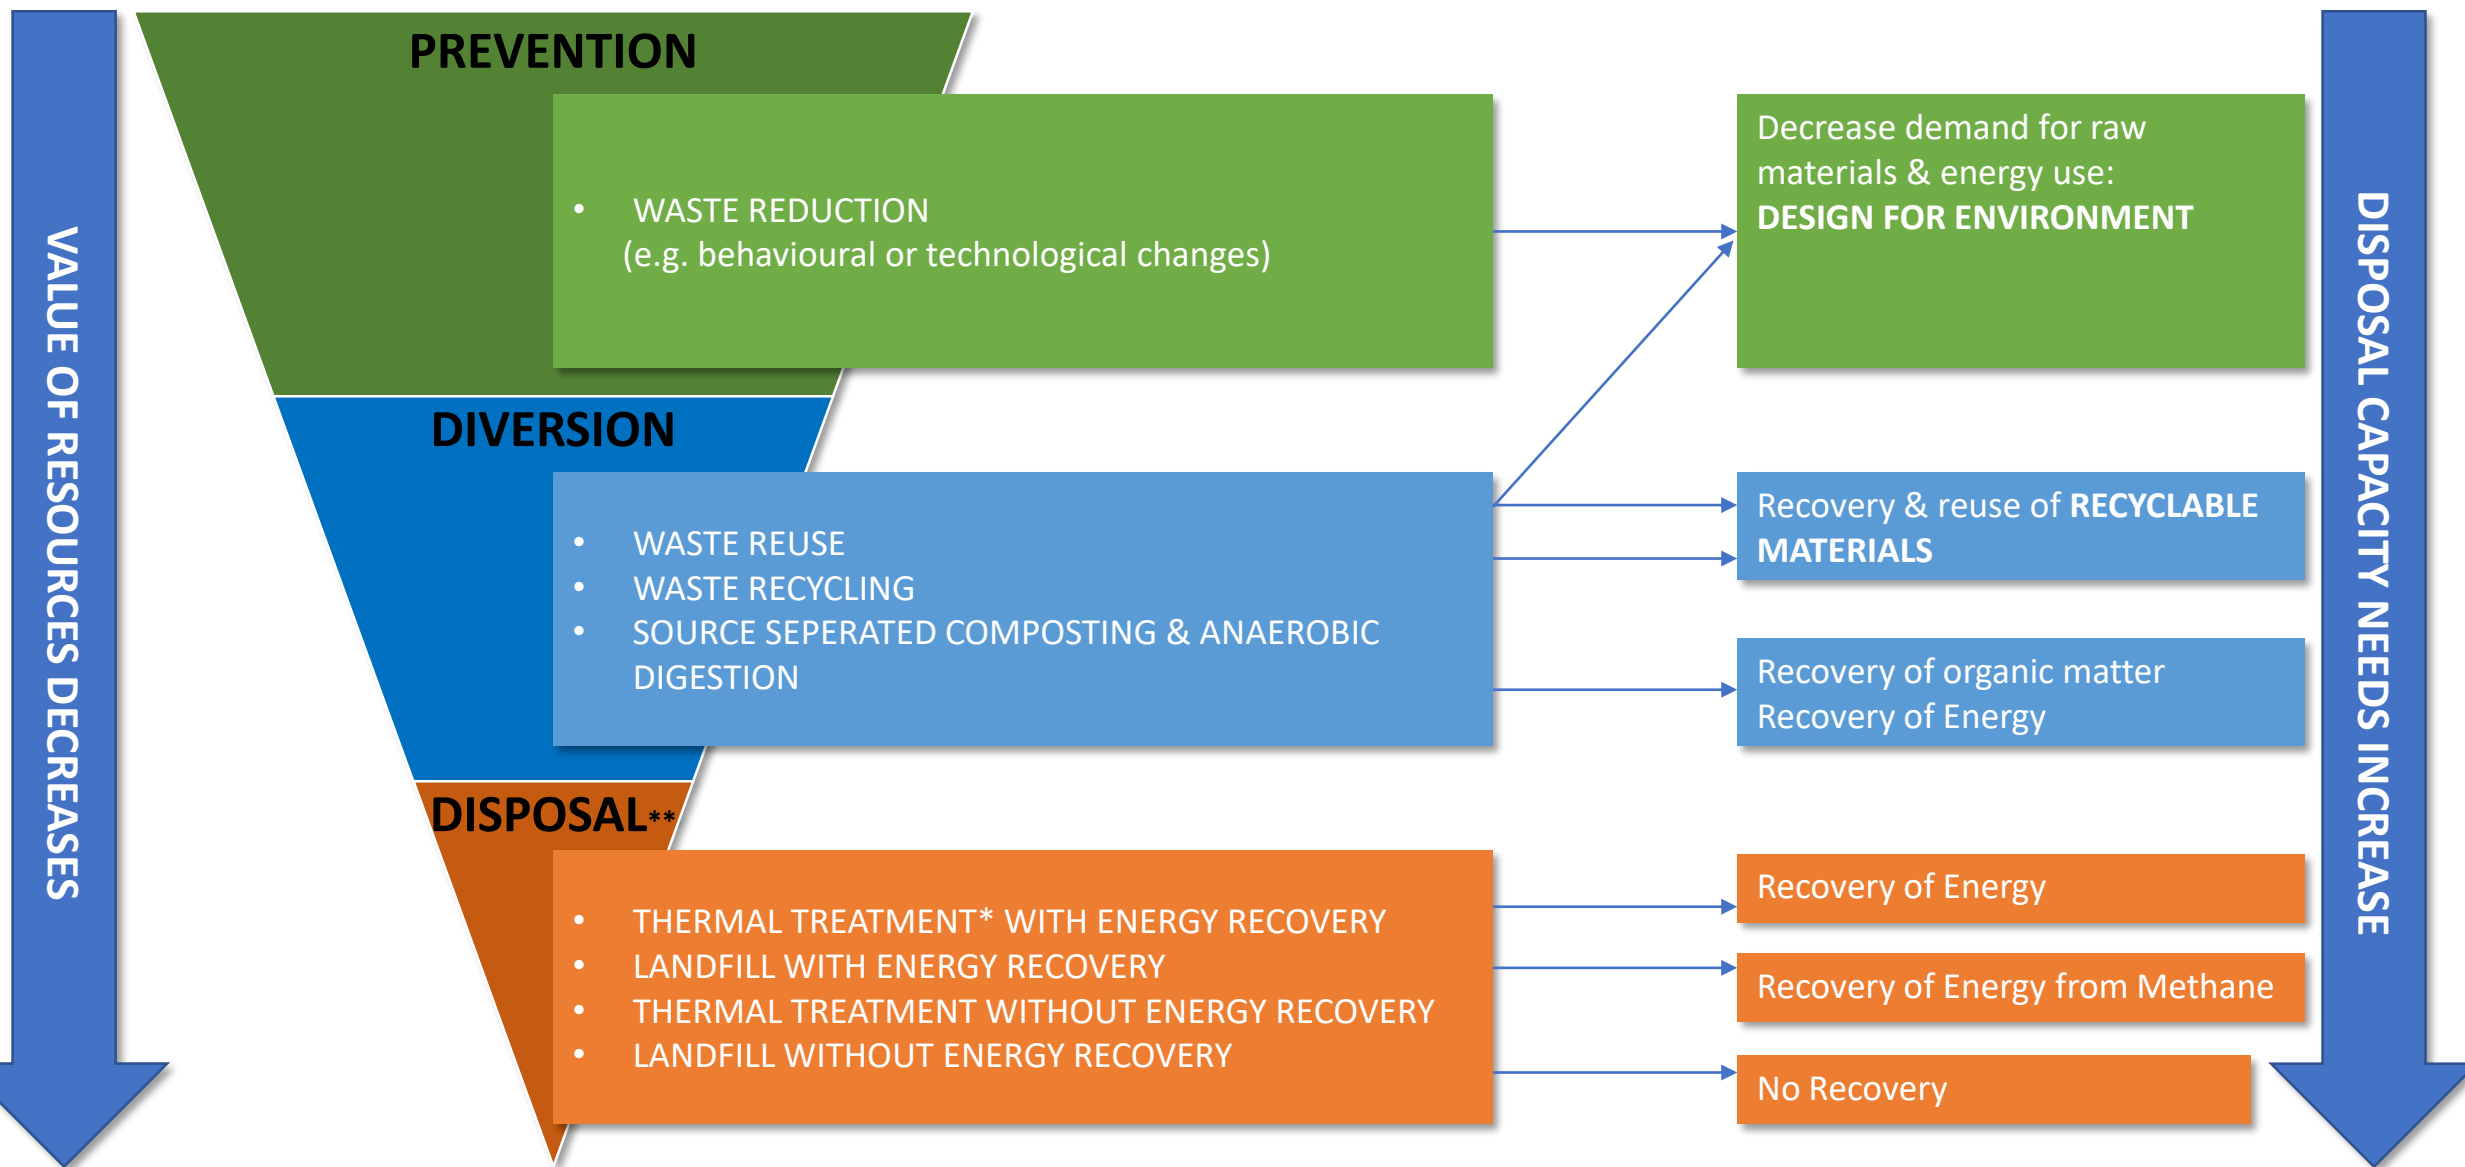 VALUE OF RESOURCES DECREASES
PREVENTION
• WASTE REDUCTION
(e.g. behavioural or technological changes)
Decrease demand for raw
materials & energy use:
DESIGN FOR ENVIRONMENT
DIVERSION
• WASTE REUSE
• WASTE RECYCLING
• SOURCE SEPERATED COMPOSTING & ANAEROBIC
DIGESTION
Recovery & reuse of RECYCLABLE
MATERIALS
Recovery of organic matter
Recovery of Energy
DISPOSAL**
• THERMAL TREATMENT* WITH ENERGY RECOVERY
• LANDFILL WITH ENERGY RECOVERY
• THERMAL TREATMENT WITHOUT ENERGY RECOVERY
• LANDFILL WITHOUT ENERGY RECOVERY
Recovery of Energy
Recovery of Energy from Methane
No Recovery
DISPOSAL CAPACITY NEEDS INCREASE